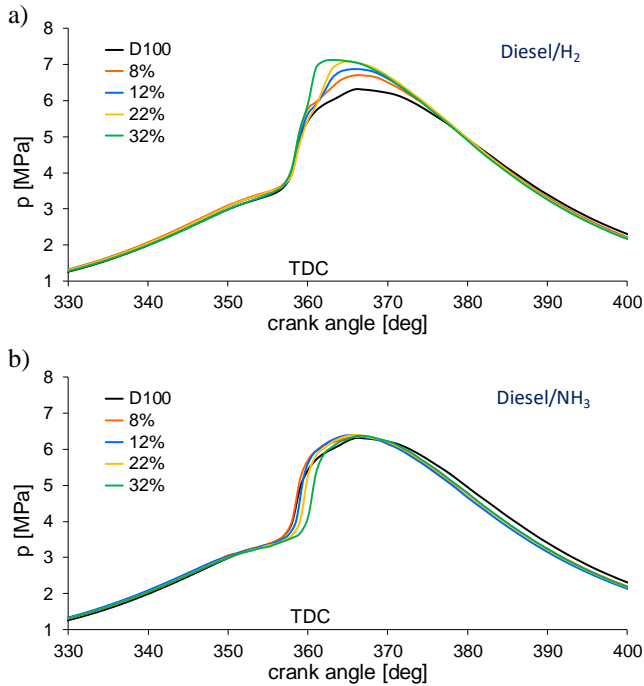 a)
8
7
6
5
4
3
2
1
p [MPa]
D100
8%
12%
22%
32%
Diesel/H₂
TDC
330 340 350 360 370 380 390 400
crank angle [deg]
b)
8
7
6
5
4
3
2
1
p [MPa]
D100
8%
12%
22%
32%
Diesel/NH₃
TDC
330 340 350 360 370 380 390 400
crank angle [deg]